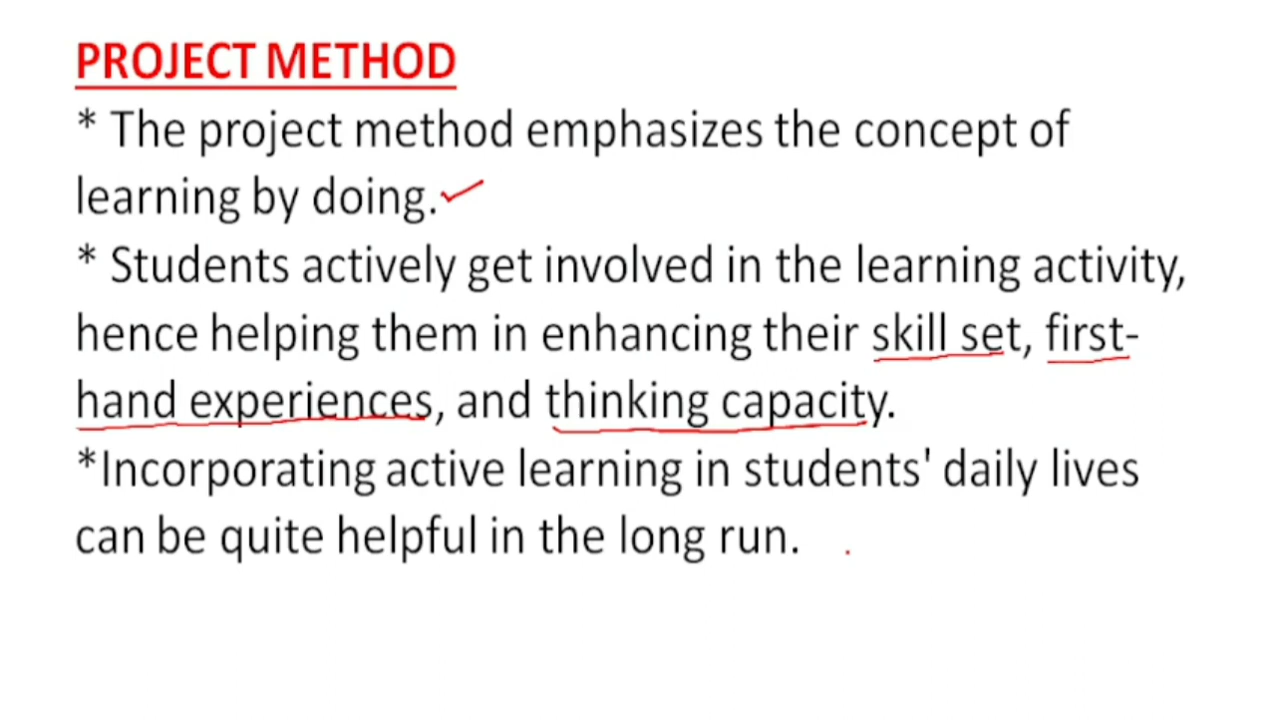 PROJECT METHOD
* The project method emphasizes the concept of
learning by doing.
* Students actively get involved in the learning activity,
hence helping them in enhancing their skill set, first-
hand experiences, and thinking capacity.
*Incorporating active learning in students' daily lives
can be quite helpful in the long run.